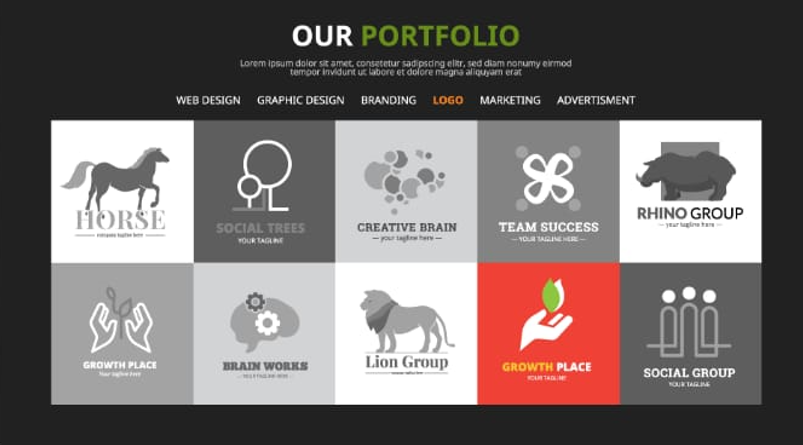 OUR PORTFOLIO
Lorem ipsum dolor sit amet, consetetur sadipscing elitr, sed diam nonumy eirmod
tempor invidunt ut labore et dolore magna aliquyam erat
WEB DESIGN GRAPHIC DESIGN BRANDING LOGO MARKETING ADVERTISMENT
HORSE
company tagline here
SOCIAL TREES
YOUR TAGLINE
CREATIVE BRAIN
your tagline here
TEAM SUCCESS
YOUR TAGLINE HERE
RHINO GROUP
your tagline here
GROWTH PLACE
Your tagline here
BRAIN WORKS
YOUR TAGLINE HERE
Lion Group
GROWTH PLACE
YOUR TAGLINE
SOCIAL GROUP
YOUR TAGLINE